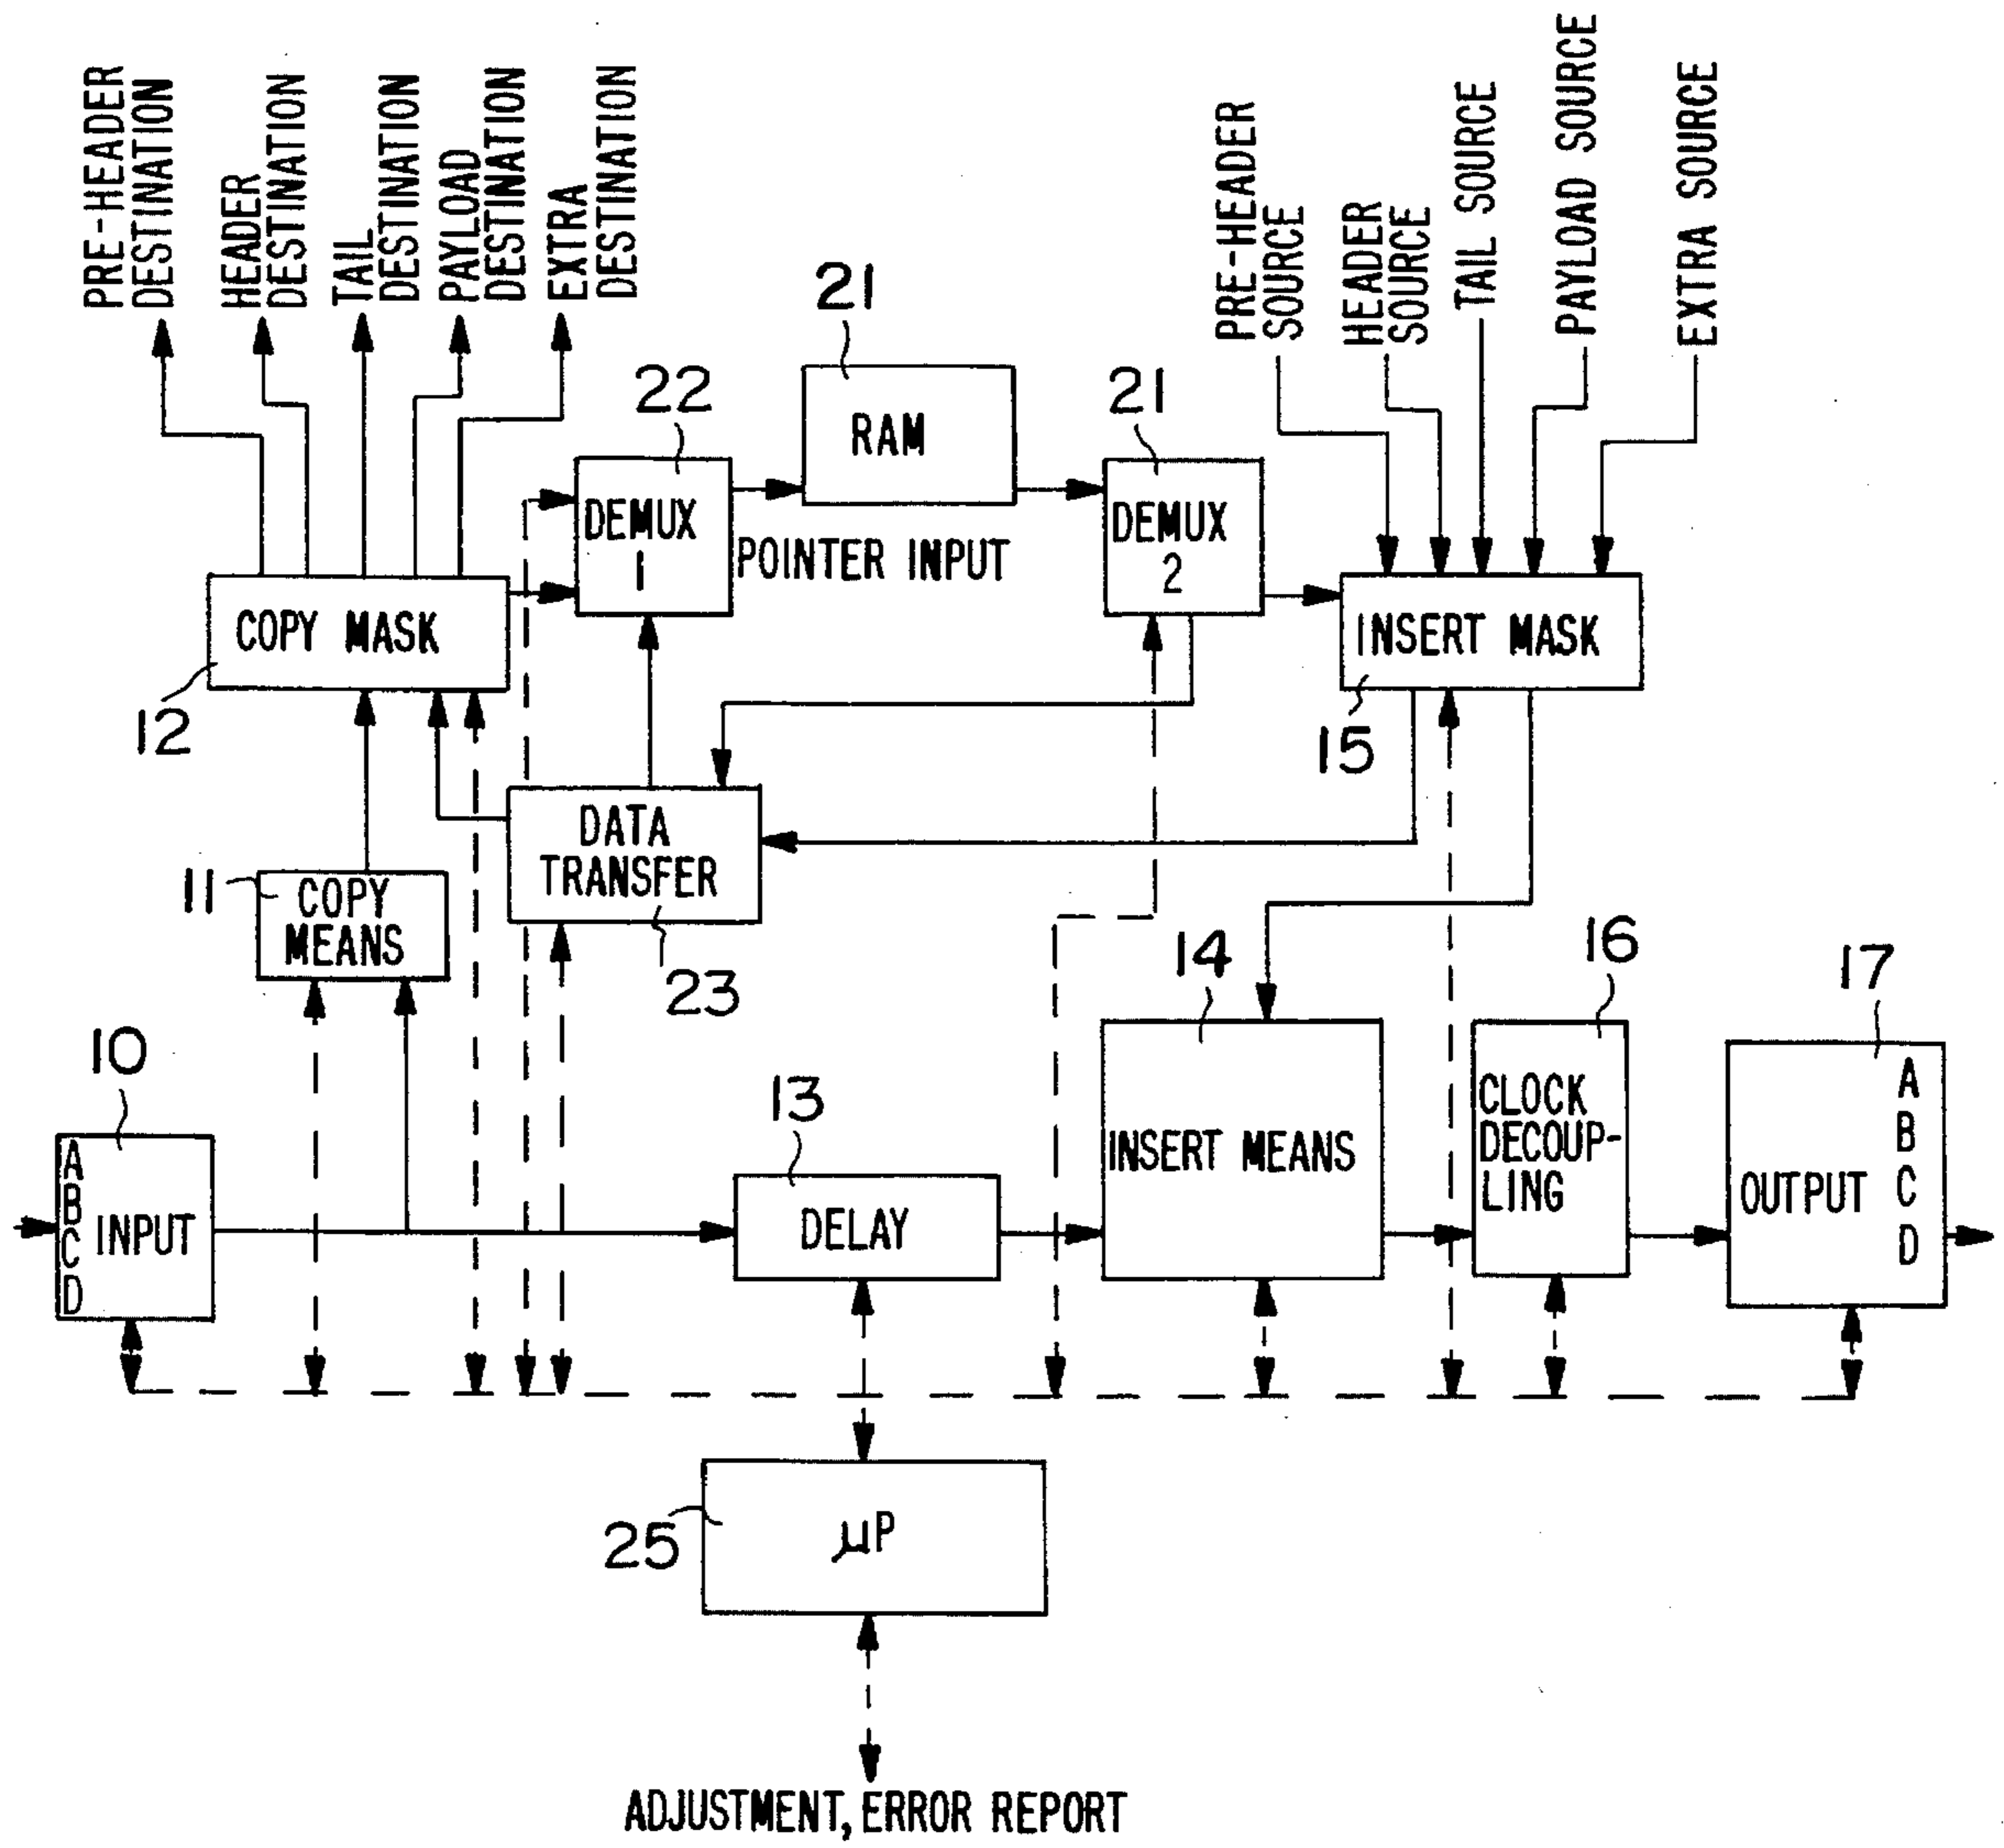 PRE-HEADER
DESTINATION
HEADER
DESTINATION
TAIL
DESTINATION
PAYLOAD
DESTINATION
EXTRA
DESTINATION
PRE-HEADER
SOURCE
HEADER
SOURCE
TAIL SOURCE
PAYLOAD SOURCE
EXTRA SOURCE
21
RAM
22
DEMUX
1
POINTER INPUT
21
DEMUX
2
COPY MASK
12
INSERT MASK
15
DATA
TRANSFER
23
11
COPY
MEANS
10
A
B
C
D
INPUT
13
DELAY
14
INSERT MEANS
16
CLOCK
DECOUP-
LING
17
OUTPUT
A
B
C
D
25
µP
ADJUSTMENT, ERROR REPORT